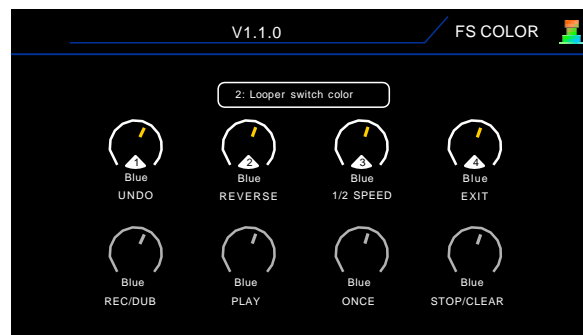 V1.1.0
FS COLOR
2: Looper switch color
1 2 3 4
Blue Blue Blue Blue
UNDO REVERSE 1/2 SPEED EXIT
Blue Blue Blue Blue
REC/DUB PLAY ONCE STOP/CLEAR